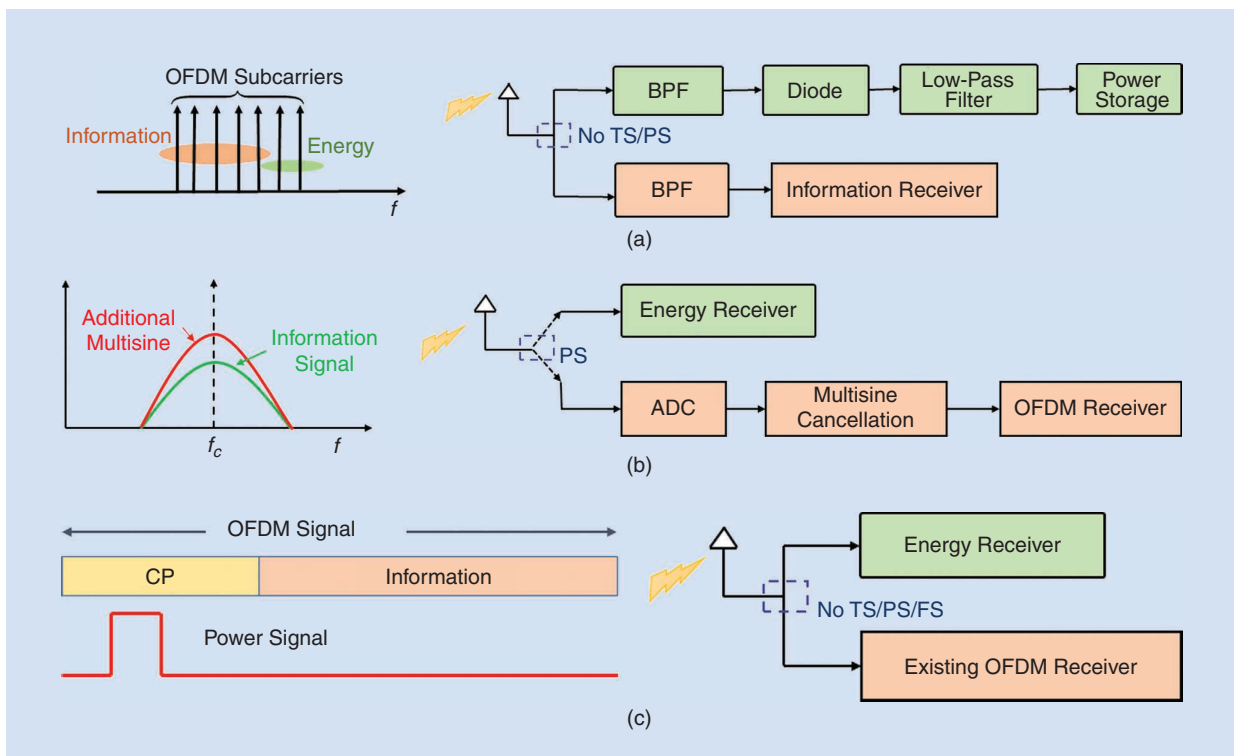 OFDM Subcarriers
Information
Energy
f
No TS/PS
BPF
Diode
Low-Pass
Filter
Power
Storage
BPF
Information Receiver
(a)
Additional
Multisine
Information
Signal
fc
f
PS
Energy Receiver
ADC
Multisine
Cancellation
OFDM Receiver
(b)
OFDM Signal
CP
Information
Power Signal
No TS/PS/FS
Energy Receiver
Existing OFDM Receiver
(c)